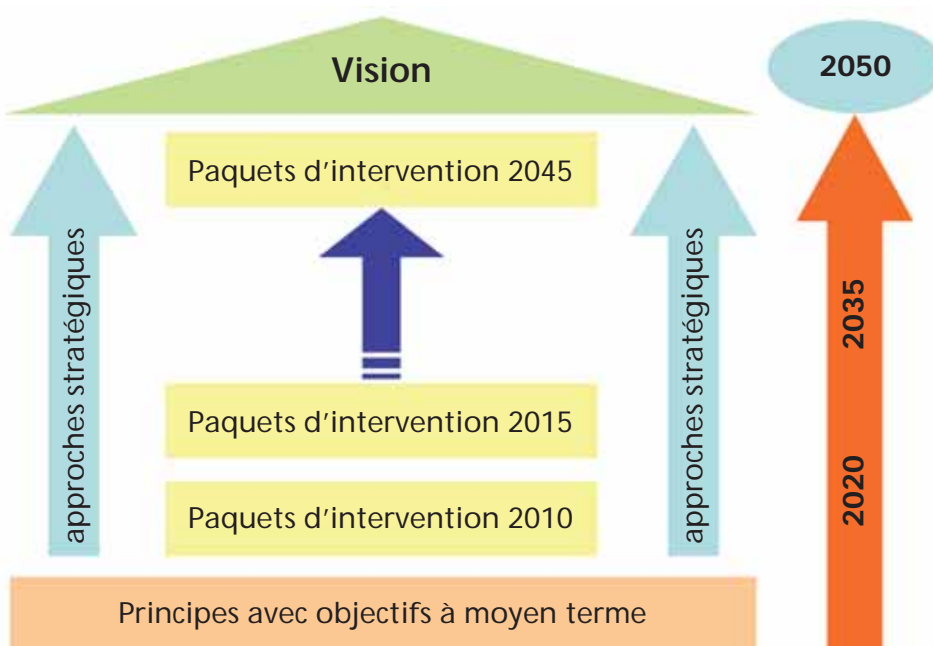 Vision
2050
Paquets d'intervention 2045
approches stratégiques
approches stratégiques
2035
Paquets d'intervention 2015
2020
Paquets d'intervention 2010
Principes avec objectifs à moyen terme